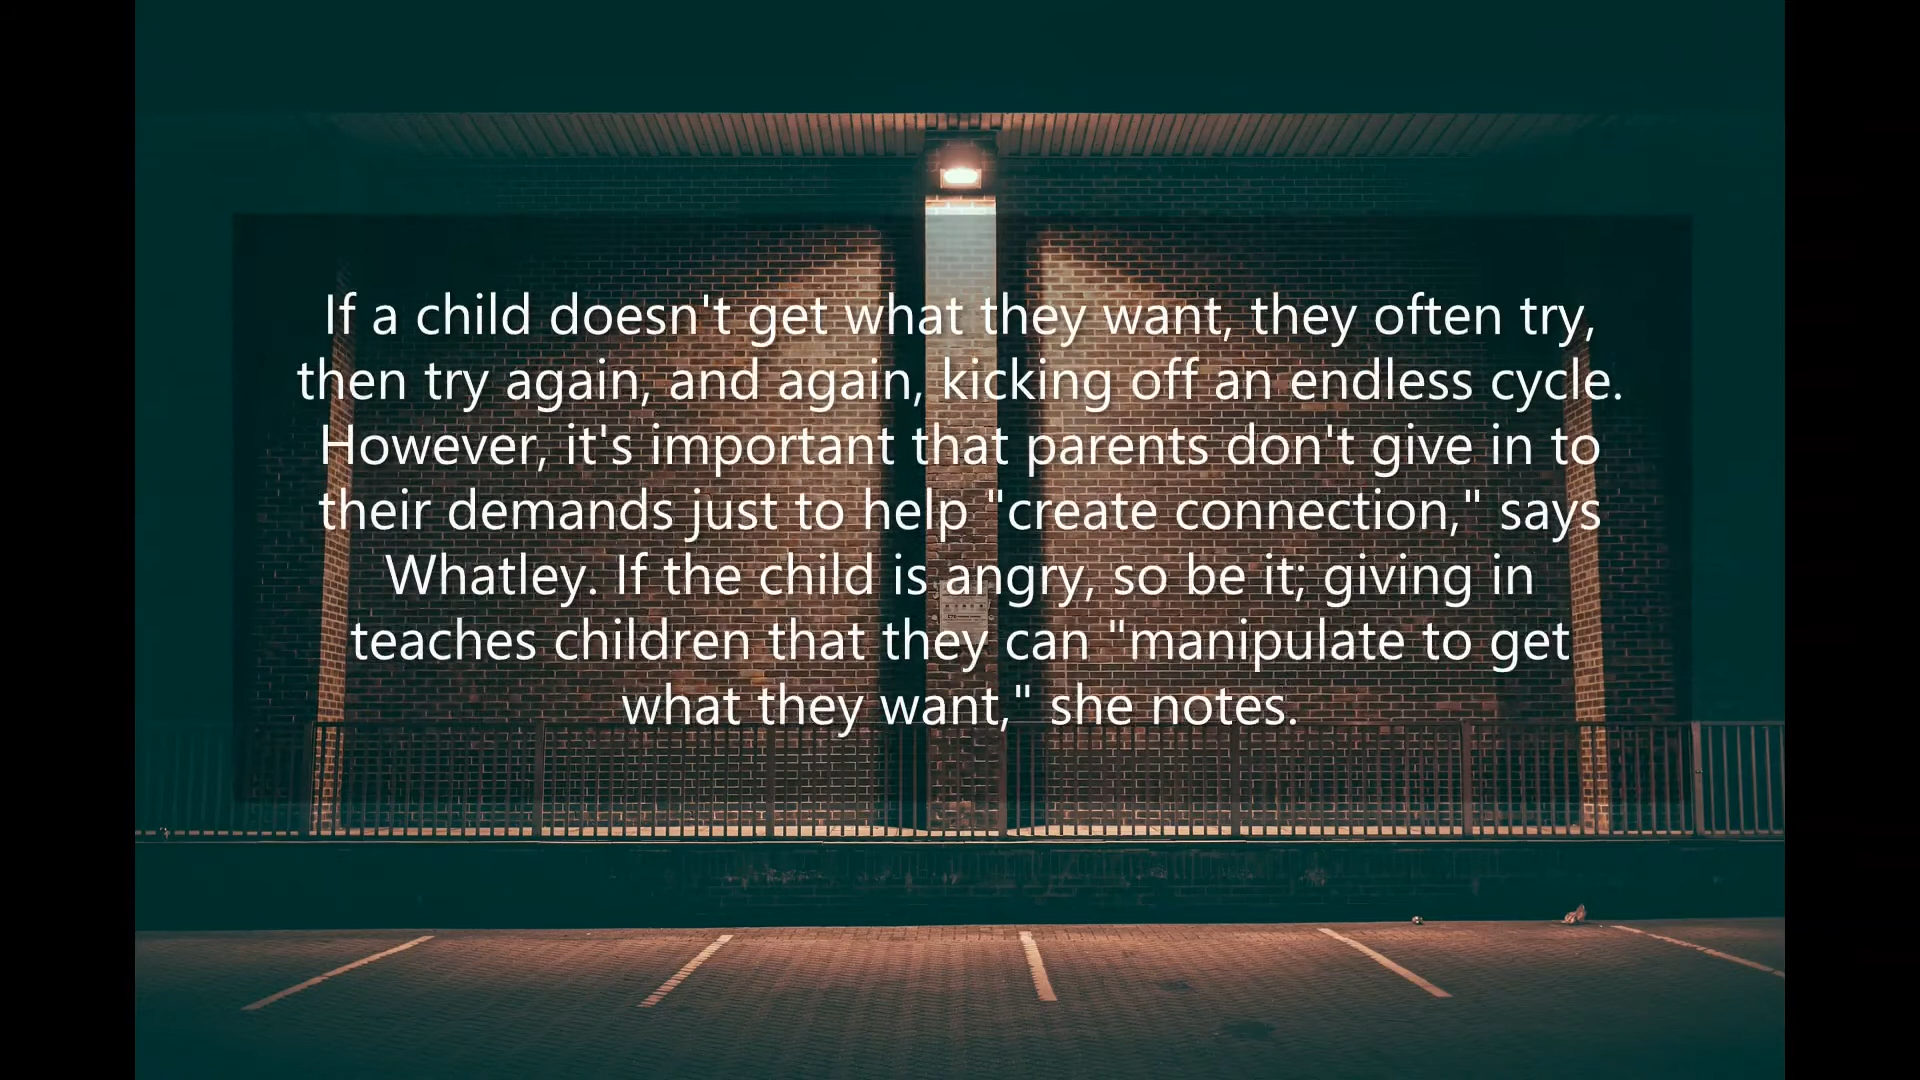 If a child doesn't get what they want, they often try,
then try again, and again, kicking off an endless cycle.
However, it's important that parents don't give in to
their demands just to help "create connection," says
Whatley. If the child is angry, so be it; giving in
teaches children that they can "manipulate to get
what they want," she notes.